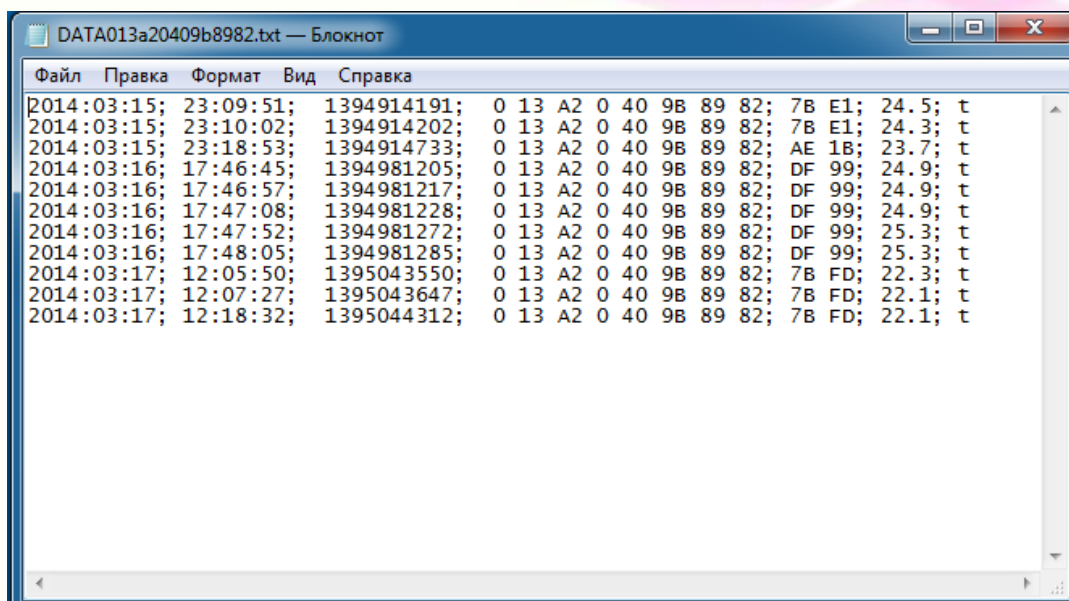 DATA013a20409b8982.txt — Блокнот
Файл Правка Формат Вид Справка
2014:03:15; 23:09:51; 1394914191; 0 13 A2 0 40 9B 89 82; 7B E1; 24.5; t
2014:03:15; 23:10:02; 1394914202; 0 13 A2 0 40 9B 89 82; 7B E1; 24.3; t
2014:03:15; 23:18:53; 1394914733; 0 13 A2 0 40 9B 89 82; AE 1B; 23.7; t
2014:03:16; 17:46:45; 1394981205; 0 13 A2 0 40 9B 89 82; DF 99; 24.9; t
2014:03:16; 17:46:57; 1394981217; 0 13 A2 0 40 9B 89 82; DF 99; 24.9; t
2014:03:16; 17:47:08; 1394981228; 0 13 A2 0 40 9B 89 82; DF 99; 24.9; t
2014:03:16; 17:47:52; 1394981272; 0 13 A2 0 40 9B 89 82; DF 99; 25.3; t
2014:03:16; 17:48:05; 1394981285; 0 13 A2 0 40 9B 89 82; DF 99; 25.3; t
2014:03:17; 12:05:50; 1395043550; 0 13 A2 0 40 9B 89 82; 7B FD; 22.3; t
2014:03:17; 12:07:27; 1395043647; 0 13 A2 0 40 9B 89 82; 7B FD; 22.1; t
2014:03:17; 12:18:32; 1395044312; 0 13 A2 0 40 9B 89 82; 7B FD; 22.1; t